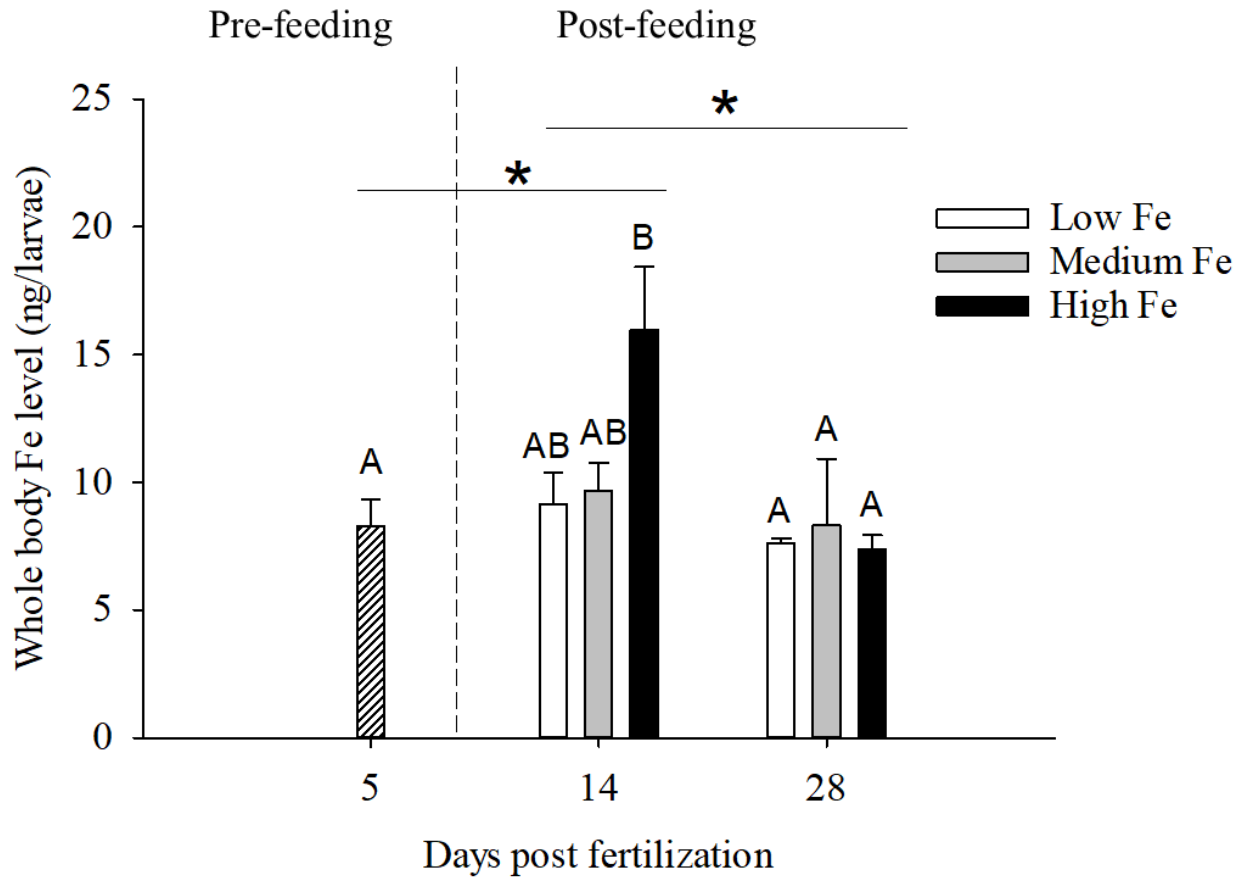 Pre-feeding Post-feeding
25
*
*
20
Low Fe
B
Medium Fe
High Fe
15
AB AB
A
A
10
A A
5
0
5 14 28
Whole body Fe level (ng/larvae)
Days post fertilization